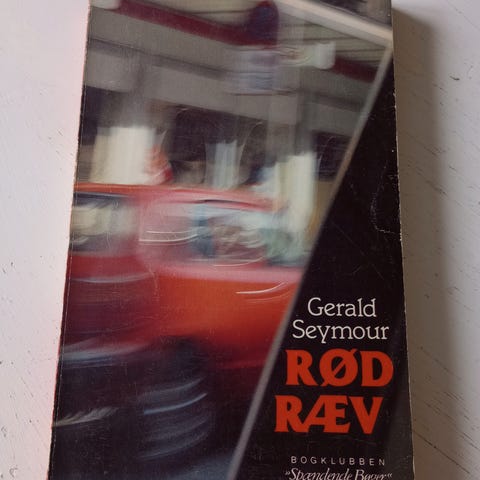 Gerald
Seymour
RØD
RÆV
BOGKLUBBEN
»Spændende Bøger«